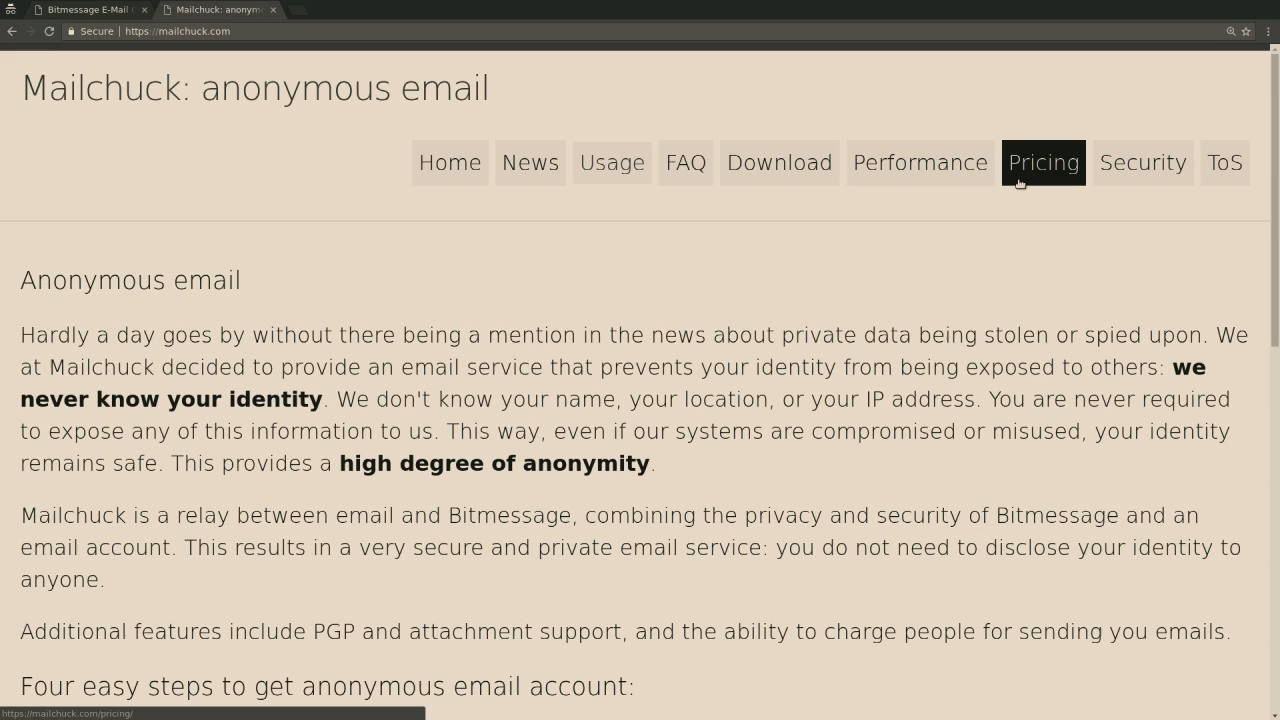 Bitmessage E-Mail
Mailchuck: anonym
Secure
https://mailchuck.com
Mailchuck: anonymous email
Home
News
Usage
FAQ
Download
Performance
Pricing
Security
ToS
Anonymous email
Hardly a day goes by without there being a mention in the news about private data being stolen or spied upon. We
at Mailchuck decided to provide an email service that prevents your identity from being exposed to others: we
never know your identity. We don't know your name, your location, or your IP address. You are never required
to expose any of this information to us. This way, even if our systems are compromised or misused, your identity
remains safe. This provides a high degree of anonymity.
Mailchuck is a relay between email and Bitmessage, combining the privacy and security of Bitmessage and an
email account. This results in a very secure and private email service: you do not need to disclose your identity to
anyone.
Additional features include PGP and attachment support, and the ability to charge people for sending you emails.
Four easy steps to get anonymous email account:
https://mailchuck.com/pricing/